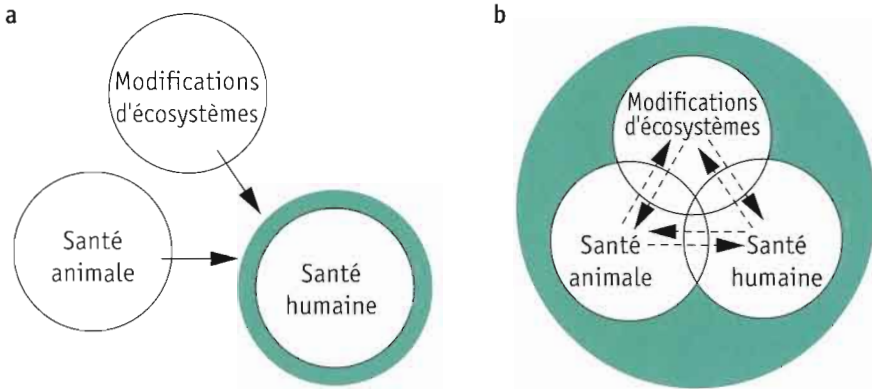 a
Modifications
d'écosystèmes
Santé
animale
Santé
humaine
b
Modifications
d'écosystèmes
Santé
animale
Santé
humaine